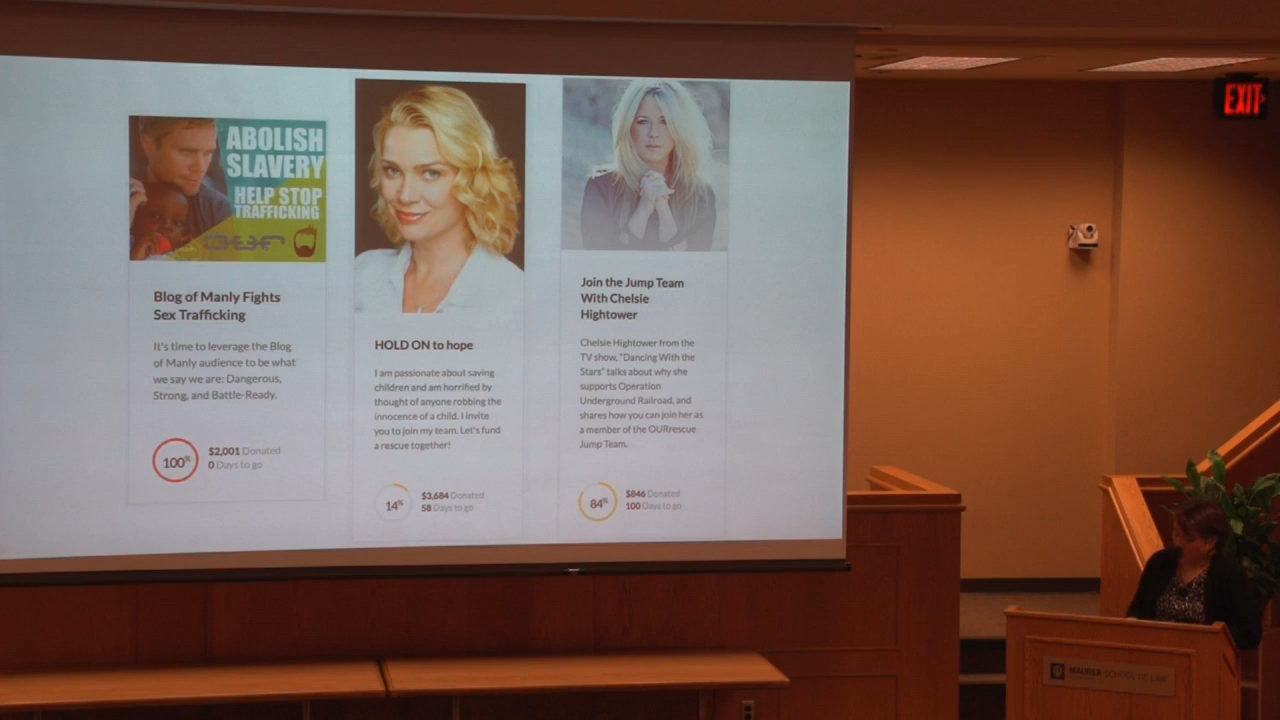 ABOLISH
SLAVERY
HELP STOP
TRAFFICKING
Blog of Manly Fights
Sex Trafficking
It's time to leverage the Blog
of Manly audience to be what
we say we are: Dangerous,
Strong, and Battle-Ready.
100%
$2,001 Donated
0 Days to go
HOLD ON to hope
I am passionate about saving
children and am horrified by
thought of anyone robbing the
innocence of a child. I invite
you to join my team. Let's fund
a rescue together!
14%
$3,684 Donated
58 Days to go
Join the Jump Team
With Chelsie
Hightower
Chelsie Hightower from the
TV show, "Dancing With the
Stars" talks about why she
supports Operation
Underground Railroad, and
shares how you can join her as
a member of the OURrescue
Jump Team.
84%
$846 Donated
100 Days to go
EXIT
MAURER SCHOOL OF LAW